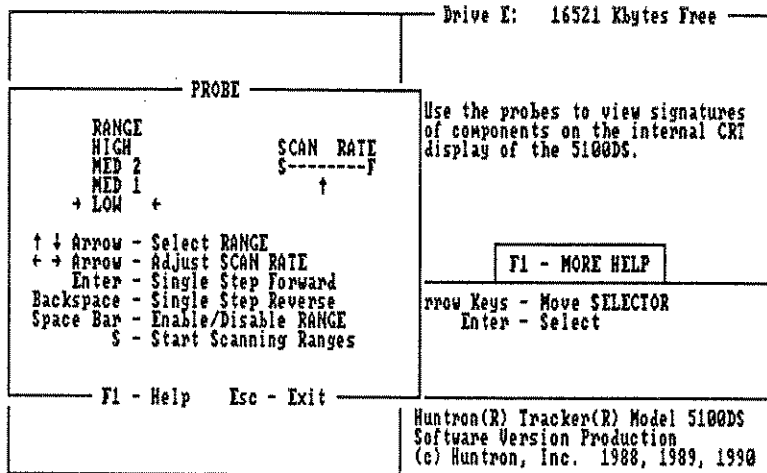 Drive E: 16521 Kbytes Free
PROBE
RANGE
HIGH
MED 2
MED 1
→ LOW ←
SCAN RATE
S--------F
↑
↑ ↓ Arrow - Select RANGE
← → Arrow - Adjust SCAN RATE
Enter - Single Step Forward
Backspace - Single Step Reverse
Space Bar - Enable/Disable RANGE
S - Start Scanning Ranges
F1 - Help Esc - Exit
Use the probes to view signatures
of components on the internal CRT
display of the 5100DS.
F1 - MORE HELP
rrow Keys - Move SELECTOR
Enter - Select
Huntron(R) Tracker(R) Model 5100DS
Software Version Production
(c) Huntron, Inc. 1988, 1989, 1990